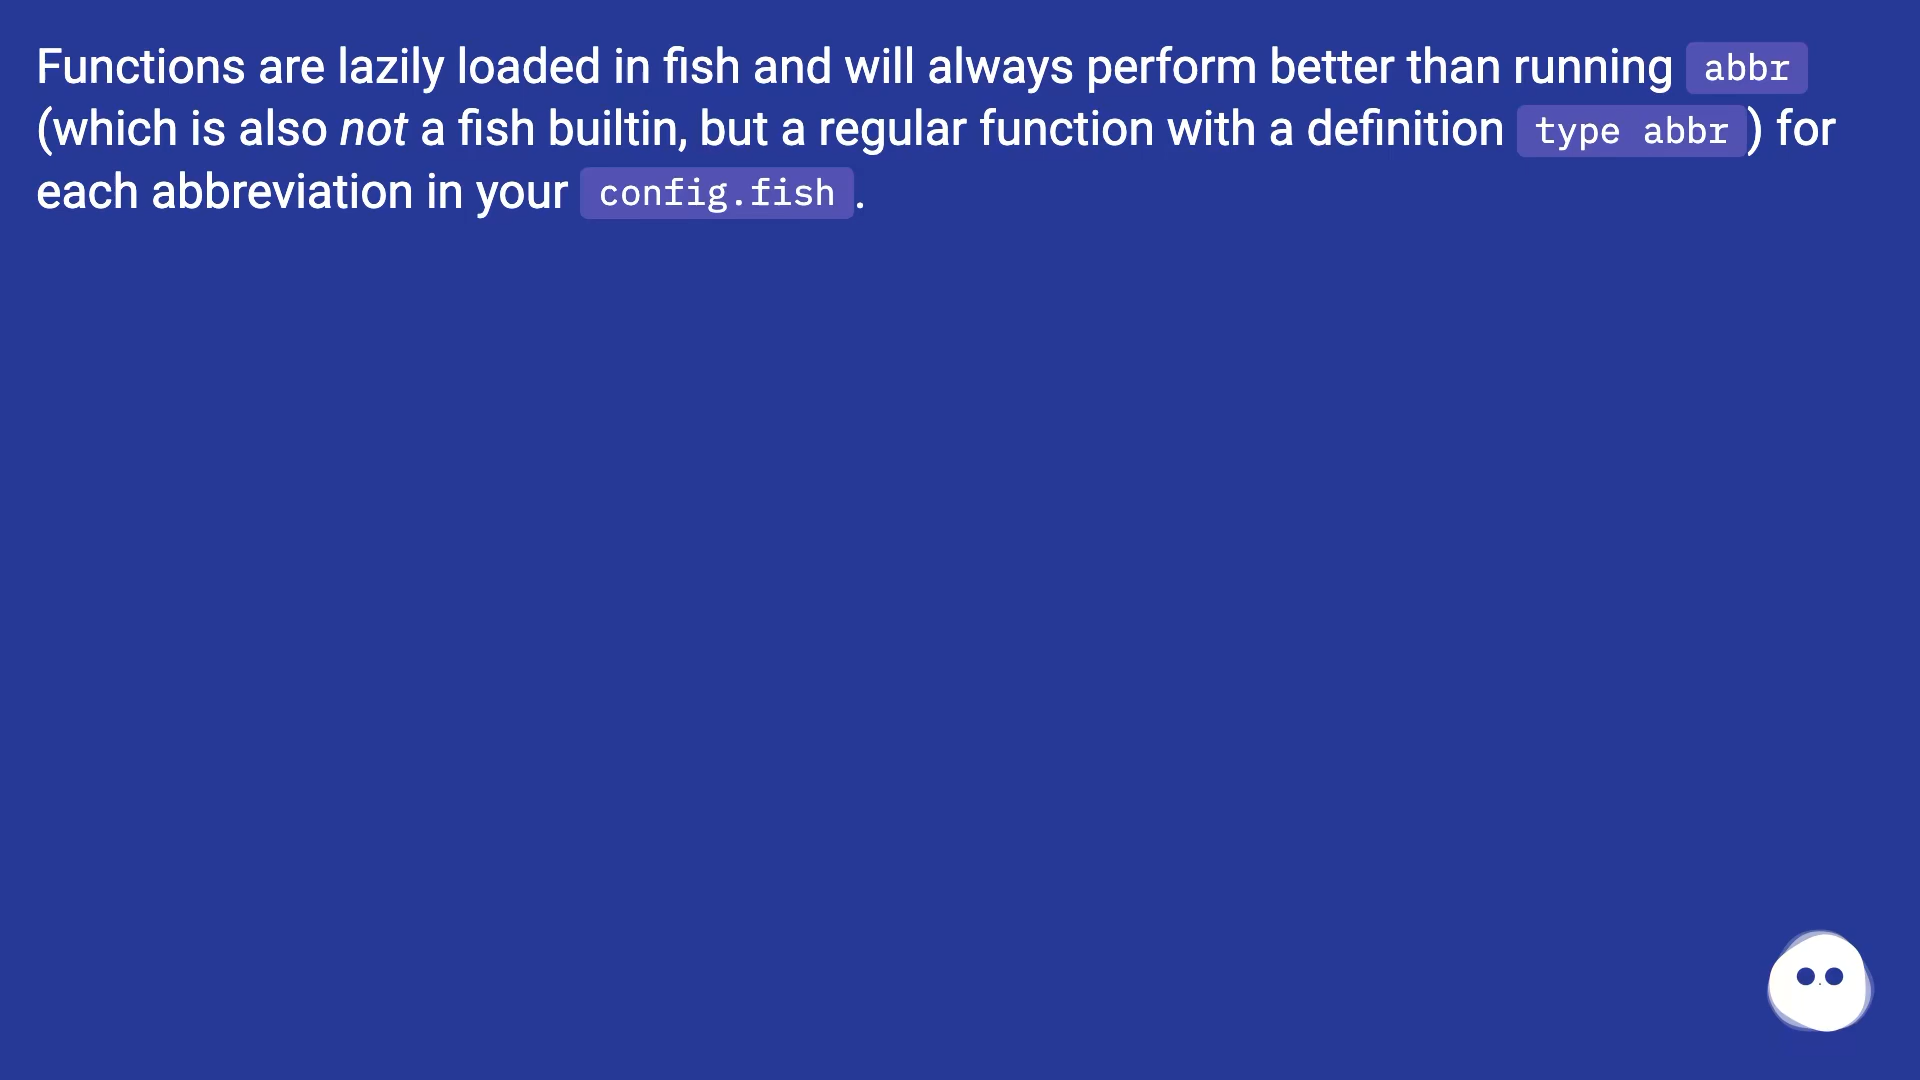 Functions are lazily loaded in fish and will always perform better than running abbr
(which is also not a fish builtin, but a regular function with a definition type abbr) for
each abbreviation in your config.fish.